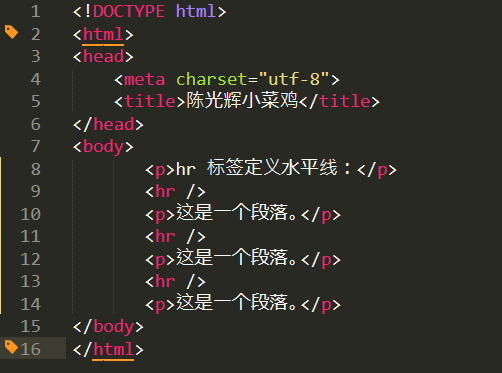 1 <!DOCTYPE html>
2 <html>
3 <head>
4     <meta charset="utf-8">
5     <title>陈光辉小菜鸡</title>
6 </head>
7 <body>
8         <p>hr 标签定义水平线：</p>
9         <hr />
10         <p>这是一个段落。</p>
11         <hr />
12         <p>这是一个段落。</p>
13         <hr />
14         <p>这是一个段落。</p>
15 </body>
16 </html>